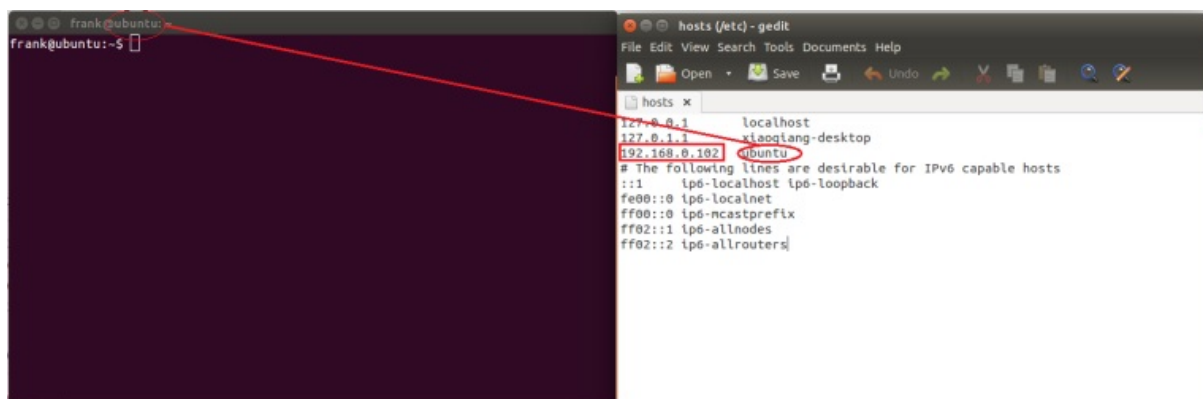 frank@ubuntu: ~
frank@ubuntu:~$
hosts (/etc) - gedit
File Edit View Search Tools Documents Help
Open Save Undo
hosts ×
127.0.0.1 localhost
127.0.1.1 xiaoqiang-desktop
192.168.0.102 ubuntu
# The following lines are desirable for IPv6 capable hosts
::1 ip6-localhost ip6-loopback
fe00::0 ip6-localnet
ff00::0 ip6-mcastprefix
ff02::1 ip6-allnodes
ff02::2 ip6-allrouters